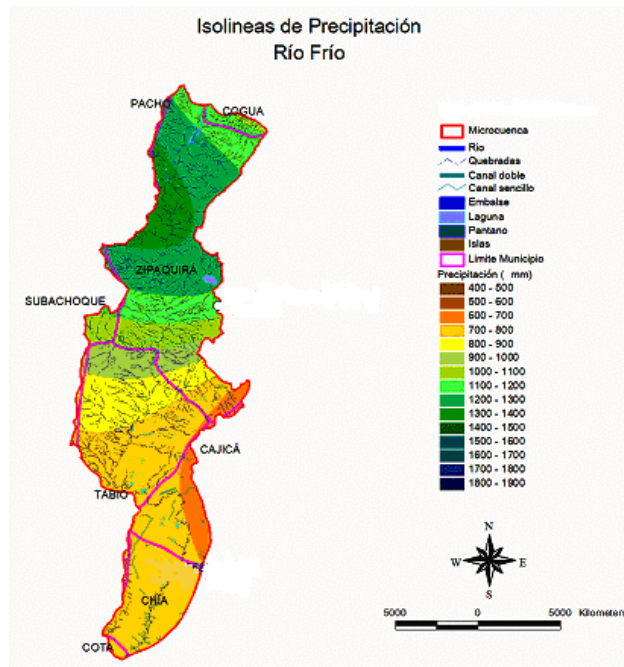 Isolineas de Precipitación
Río Frío
PACHO
COGUA
ZIPAQUIRÁ
SUBACHOQUE
CAJICÁ
TABIO
CHÍA
COTA
Microcuenca
Río
Quebradas
Canal doble
Canal sencillo
Embalse
Laguna
Pantano
Islas
Limite Municipio
Precipitación ( mm)
400 - 500
500 - 600
600 - 700
700 - 800
800 - 900
900 - 1000
1000 - 1100
1100 - 1200
1200 - 1300
1300 - 1400
1400 - 1500
1500 - 1600
1600 - 1700
1700 - 1800
1800 - 1900
N
W E
S
5000 0 5000 Kilometers